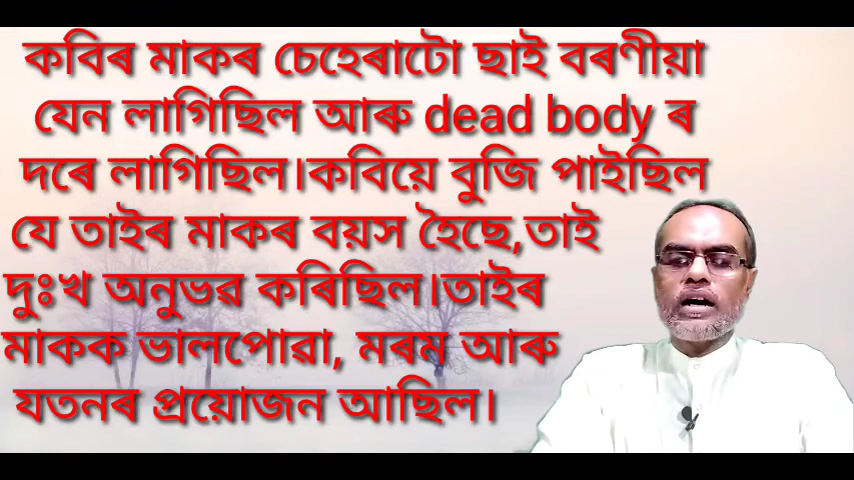 কবিৰ মাকৰ চেহেৰাটো ছাই বৰণীয়া
যেন লাগিছিল আৰু dead body ৰ
দৰে লাগিছিল।কবিয়ে বুজি পাইছিল
যে তাইৰ মাকৰ বয়স হৈছে,তাই
দুঃখ অনুভৱ কৰিছিল।তাইৰ
মাকক ভালপোৱা, মৰম আৰু
যতনৰ প্ৰয়োজন আছিল।